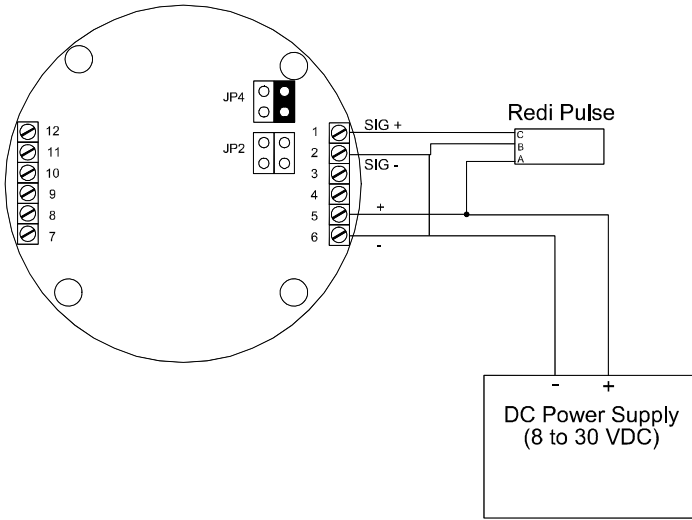 JP4
JP2
12
11
10
9
8
7
1
2
3
4
5
6
SIG +
SIG -
+
-
Redi Pulse
C
B
A
- +
DC Power Supply
(8 to 30 VDC)